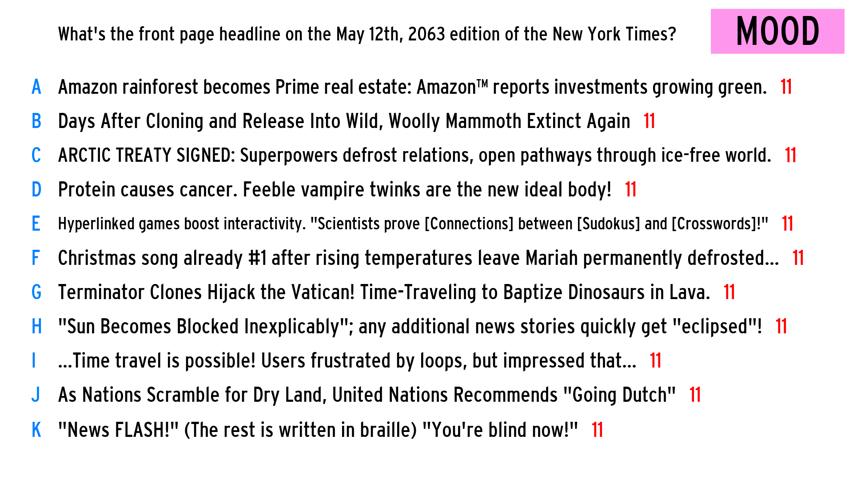 What's the front page headline on the May 12th, 2063 edition of the New York Times?
MOOD
A Amazon rainforest becomes Prime real estate: Amazon™ reports investments growing green. 11
B Days After Cloning and Release Into Wild, Woolly Mammoth Extinct Again 11
C ARCTIC TREATY SIGNED: Superpowers defrost relations, open pathways through ice-free world. 11
D Protein causes cancer. Feeble vampire twinks are the new ideal body! 11
E Hyperlinked games boost interactivity. "Scientists prove [Connections] between [Sudokus] and [Crosswords]!" 11
F Christmas song already #1 after rising temperatures leave Mariah permanently defrosted... 11
G Terminator Clones Hijack the Vatican! Time-Traveling to Baptize Dinosaurs in Lava. 11
H "Sun Becomes Blocked Inexplicably"; any additional news stories quickly get "eclipsed"! 11
I ...Time travel is possible! Users frustrated by loops, but impressed that... 11
J As Nations Scramble for Dry Land, United Nations Recommends "Going Dutch" 11
K "News FLASH!" (The rest is written in braille) "You're blind now!" 11